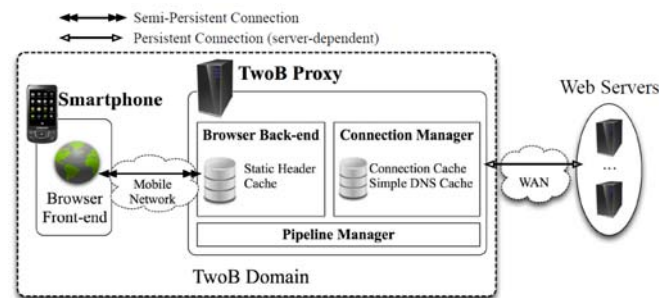 Semi-Persistent Connection
Persistent Connection (server-dependent)
TwoB Proxy
Smartphone
Web Servers
Browser Back-end
Connection Manager
Static Header
Cache
Connection Cache
Simple DNS Cache
Mobile
Network
WAN
...
Browser
Front-end
Pipeline Manager
TwoB Domain